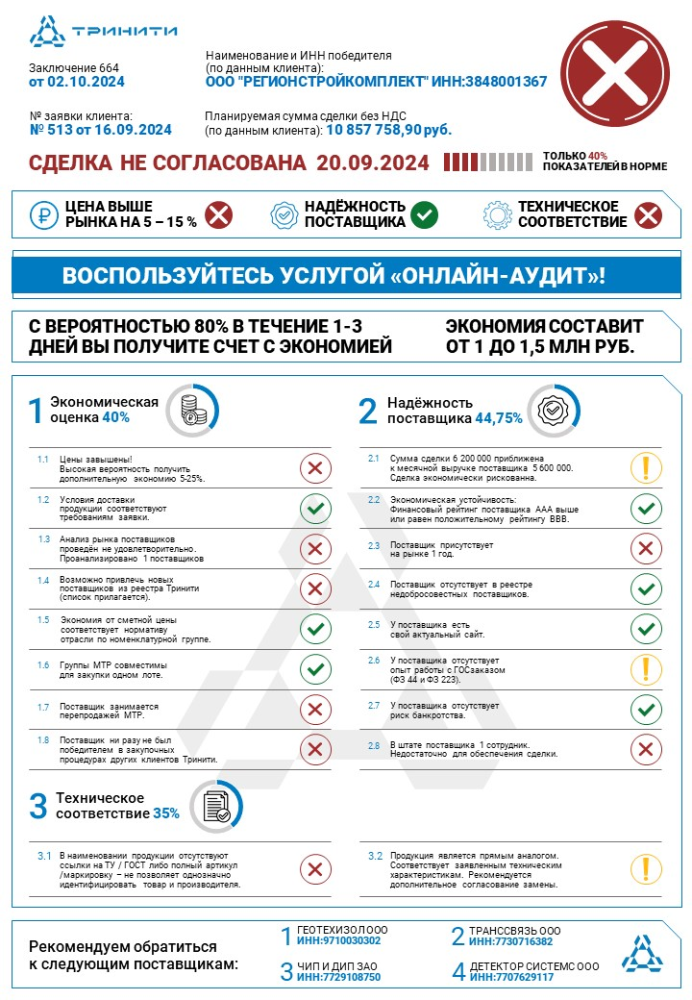 ТРИНИТИ
Заключение 664
от 02.10.2024
Наименование и ИНН победителя
(по данным клиента):
ООО "РЕГИОНСТРОЙКОМПЛЕКТ" ИНН:3848001367
№ заявки клиента:
№ 513 от 16.09.2024
Планируемая сумма сделки без НДС
(по данным клиента): 10 857 758,90 руб.
СДЕЛКА НЕ СОГЛАСОВАНА 20.09.2024
ТОЛЬКО 40%
ПОКАЗАТЕЛЕЙ В НОРМЕ
ЦЕНА ВЫШЕ
РЫНКА НА 5 – 15 %
НАДЁЖНОСТЬ
ПОСТАВЩИКА
ТЕХНИЧЕСКОЕ
СООТВЕТСТВИЕ
ВОСПОЛЬЗУЙТЕСЬ УСЛУГОЙ «ОНЛАЙН-АУДИТ»!
С ВЕРОЯТНОСТЬЮ 80% В ТЕЧЕНИЕ 1-3
ДНЕЙ ВЫ ПОЛУЧИТЕ СЧЕТ С ЭКОНОМИЕЙ
ЭКОНОМИЯ СОСТАВИТ
ОТ 1 ДО 1,5 МЛН РУБ.
1 Экономическая
оценка 40%
1.1 Цены завышены!
Высокая вероятность получить
дополнительную экономию 5-25%.
1.2 Условия доставки
продукции соответствуют
требованиям заявки.
1.3 Анализ рынка поставщиков
проведён не удовлетворительно.
Проанализировано 1 поставщиков
1.4 Возможно привлечь новых
поставщиков из реестра Тринити
(список прилагается).
1.5 Экономия от сметной цены
соответствует нормативу
отрасли по номенклатурной группе.
1.6 Группы МТР совместимы
для закупки одном лоте.
1.7 Поставщик занимается
перепродажей МТР.
1.8 Поставщик ни разу не был
победителем в закупочных
процедурах других клиентов Тринити.
2 Надёжность
поставщика 44,75%
2.1 Сумма сделки 6 200 000 приближена
к месячной выручке поставщика 5 600 000.
Сделка экономически рискованна.
2.2 Экономическая устойчивость:
Финансовый рейтинг поставщика ААА выше
или равен положительному рейтингу ВВВ.
2.3 Поставщик присутствует
на рынке 1 год.
2.4 Поставщик отсутствует в реестре
недобросовестных поставщиков.
2.5 У поставщика есть
свой актуальный сайт.
2.6 У поставщика отсутствует
опыт работы с ГОСзаказом
(ФЗ 44 и ФЗ 223).
2.7 У поставщика отсутствует
риск банкротства.
2.8 В штате поставщика 1 сотрудник.
Недостаточно для обеспечения сделки.
3 Техническое
соответствие 35%
3.1 В наименовании продукции отсутствуют
ссылки на ТУ / ГОСТ либо полный артикул
/маркировку – не позволяет однозначно
идентифицировать товар и производителя.
3.2 Продукция является прямым аналогом.
Соответствует заявленным техническим
характеристикам. Рекомендуется
дополнительное согласование замены.
Рекомендуем обратиться
к следующим поставщикам:
1 ГЕОТЕХИЗОЛ ООО
ИНН:9710030302
2 ТРАНССВЯЗЬ ООО
ИНН:7730716382
3 ЧИП И ДИП ЗАО
ИНН:7729108750
4 ДЕТЕКТОР СИСТЕМС ООО
ИНН:7707629117